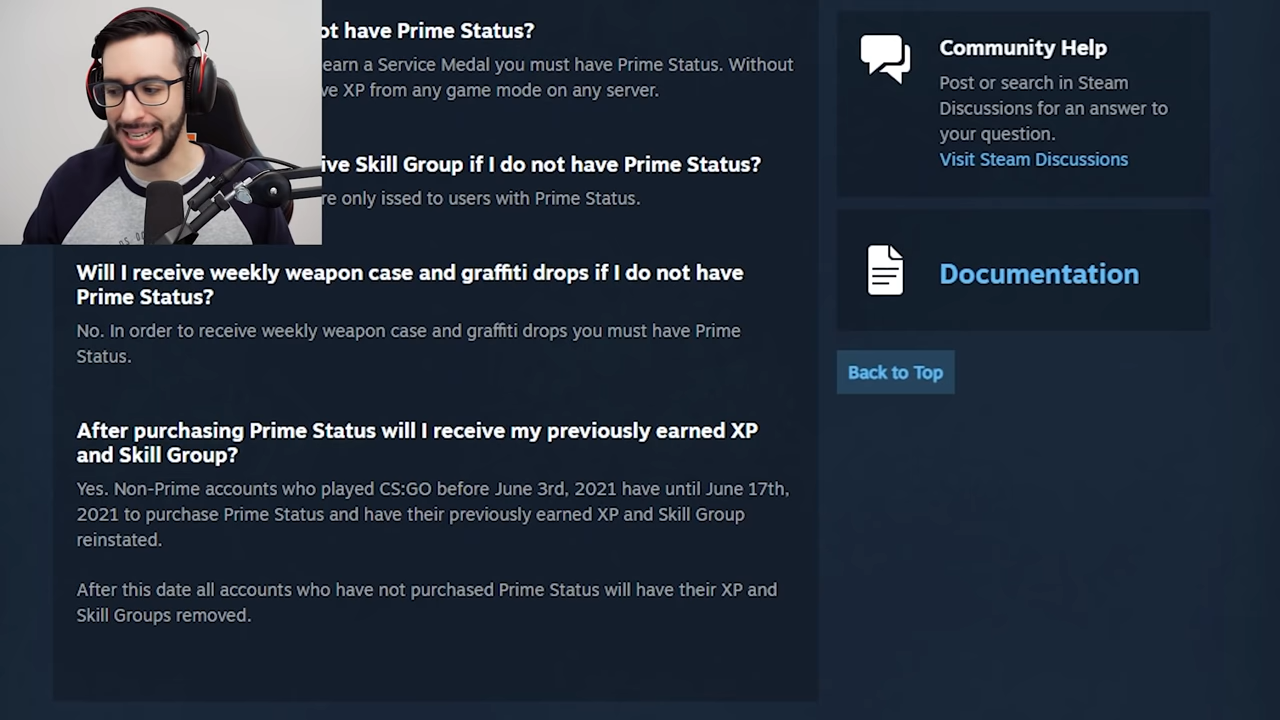 ot have Prime Status?
earn a Service Medal you must have Prime Status. Without
ve XP from any game mode on any server.
ive Skill Group if I do not have Prime Status?
re only issed to users with Prime Status.
Will I receive weekly weapon case and graffiti drops if I do not have
Prime Status?
No. In order to receive weekly weapon case and graffiti drops you must have Prime
Status.
After purchasing Prime Status will I receive my previously earned XP
and Skill Group?
Yes. Non-Prime accounts who played CS:GO before June 3rd, 2021 have until June 17th,
2021 to purchase Prime Status and have their previously earned XP and Skill Group
reinstated.
After this date all accounts who have not purchased Prime Status will have their XP and
Skill Groups removed.
Community Help
Post or search in Steam
Discussions for an answer to
your question.
Visit Steam Discussions
Documentation
Back to Top